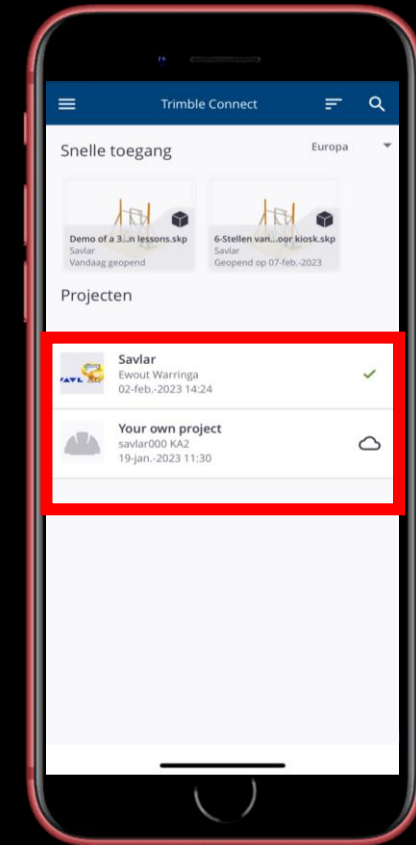 Trimble Connect
Snelle toegang
Europa
Demo of a 3...n lessons.skp
Savlar
Vandaag geopend
6-Stellen van...oor kiosk.skp
Savlar
Geopend op 07-feb.-2023
Projecten
Savlar
Ewout Warringa
02-feb.-2023 14:24
Your own project
savlar000 KA2
19-jan.-2023 11:30